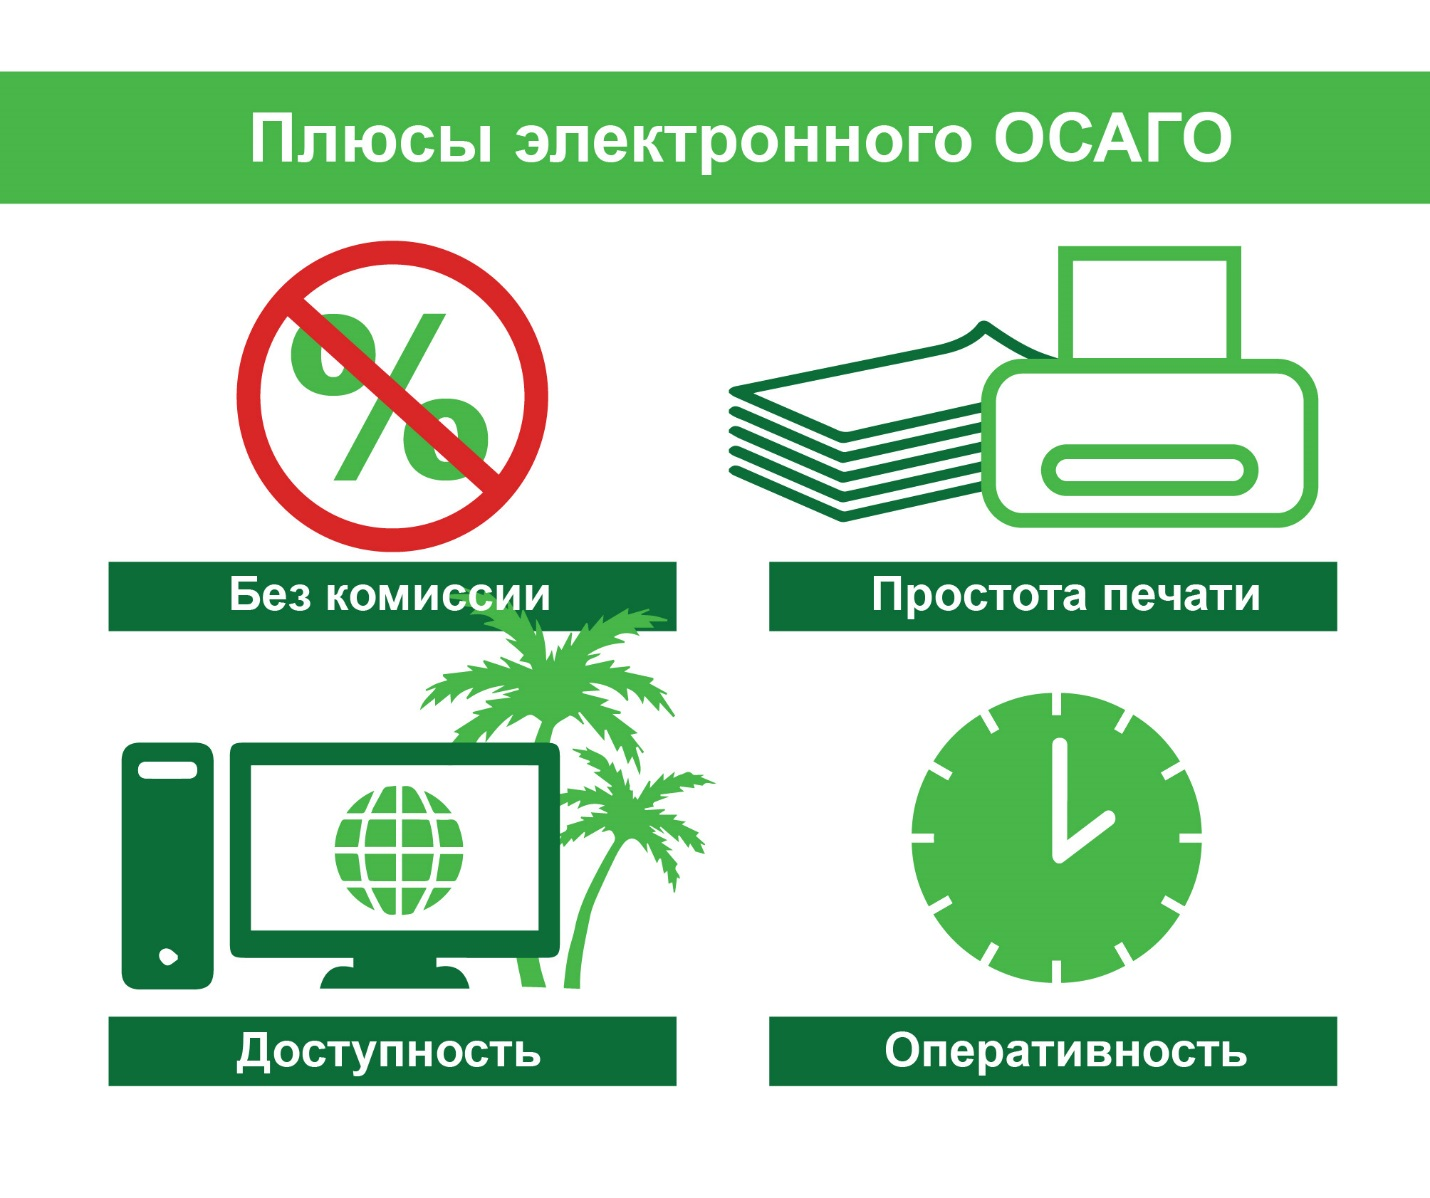 Плюсы электронного ОСАГО
Без комиссии
Простота печати
Доступность
Оперативность